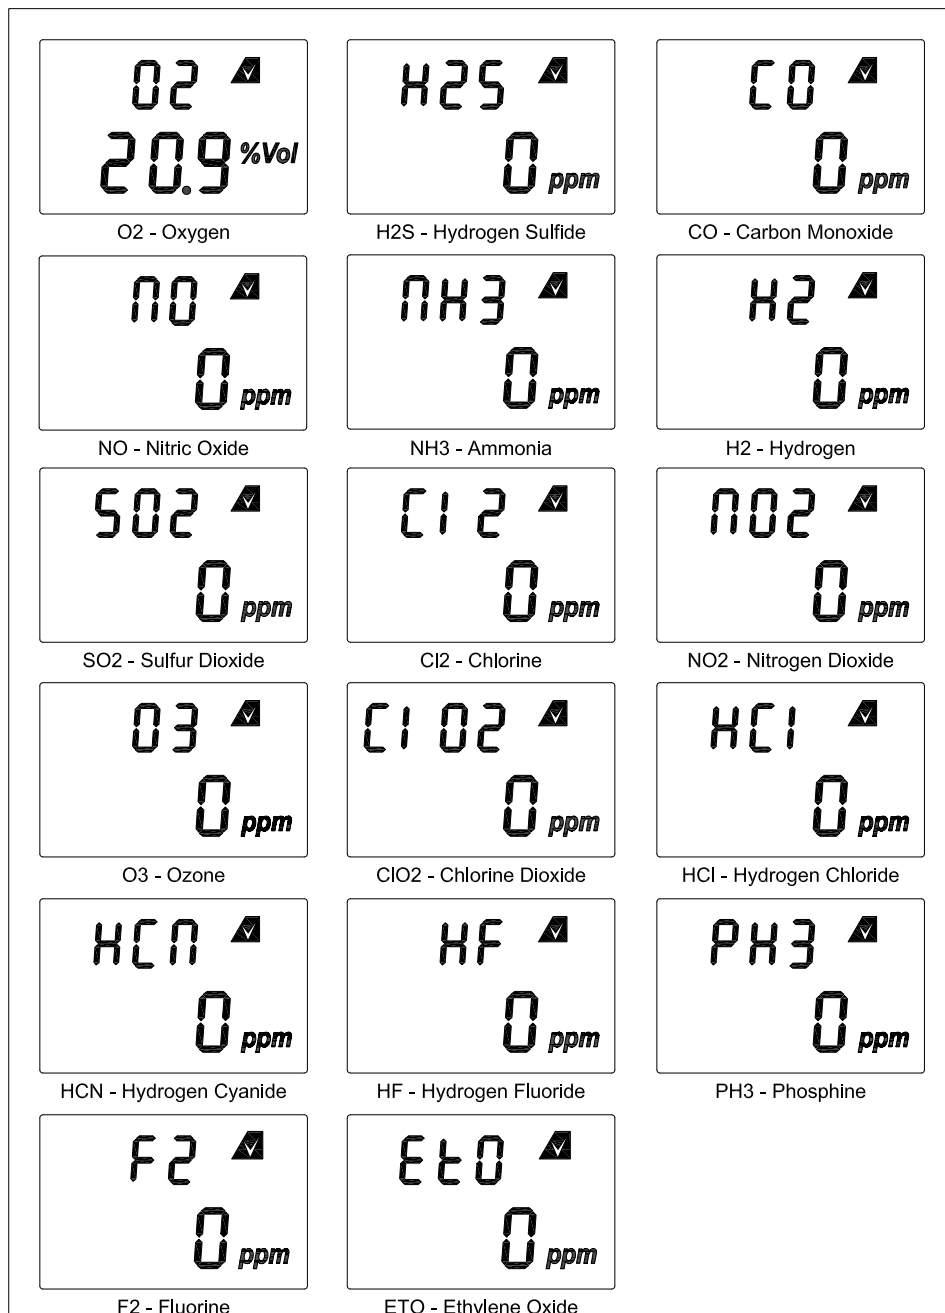 O2
20.9 %Vol
O2 - Oxygen
H2S
0 ppm
H2S - Hydrogen Sulfide
CO
0 ppm
CO - Carbon Monoxide
NO
0 ppm
NO - Nitric Oxide
NH3
0 ppm
NH3 - Ammonia
H2
0 ppm
H2 - Hydrogen
SO2
0 ppm
SO2 - Sulfur Dioxide
Cl 2
0 ppm
Cl2 - Chlorine
NO2
0 ppm
NO2 - Nitrogen Dioxide
O3
0 ppm
O3 - Ozone
Cl O2
0 ppm
ClO2 - Chlorine Dioxide
HCl
0 ppm
HCl - Hydrogen Chloride
HCN
0 ppm
HCN - Hydrogen Cyanide
HF
0 ppm
HF - Hydrogen Fluoride
PH3
0 ppm
PH3 - Phosphine
F2
0 ppm
F2 - Fluorine
EtO
0 ppm
ETO - Ethylene Oxide